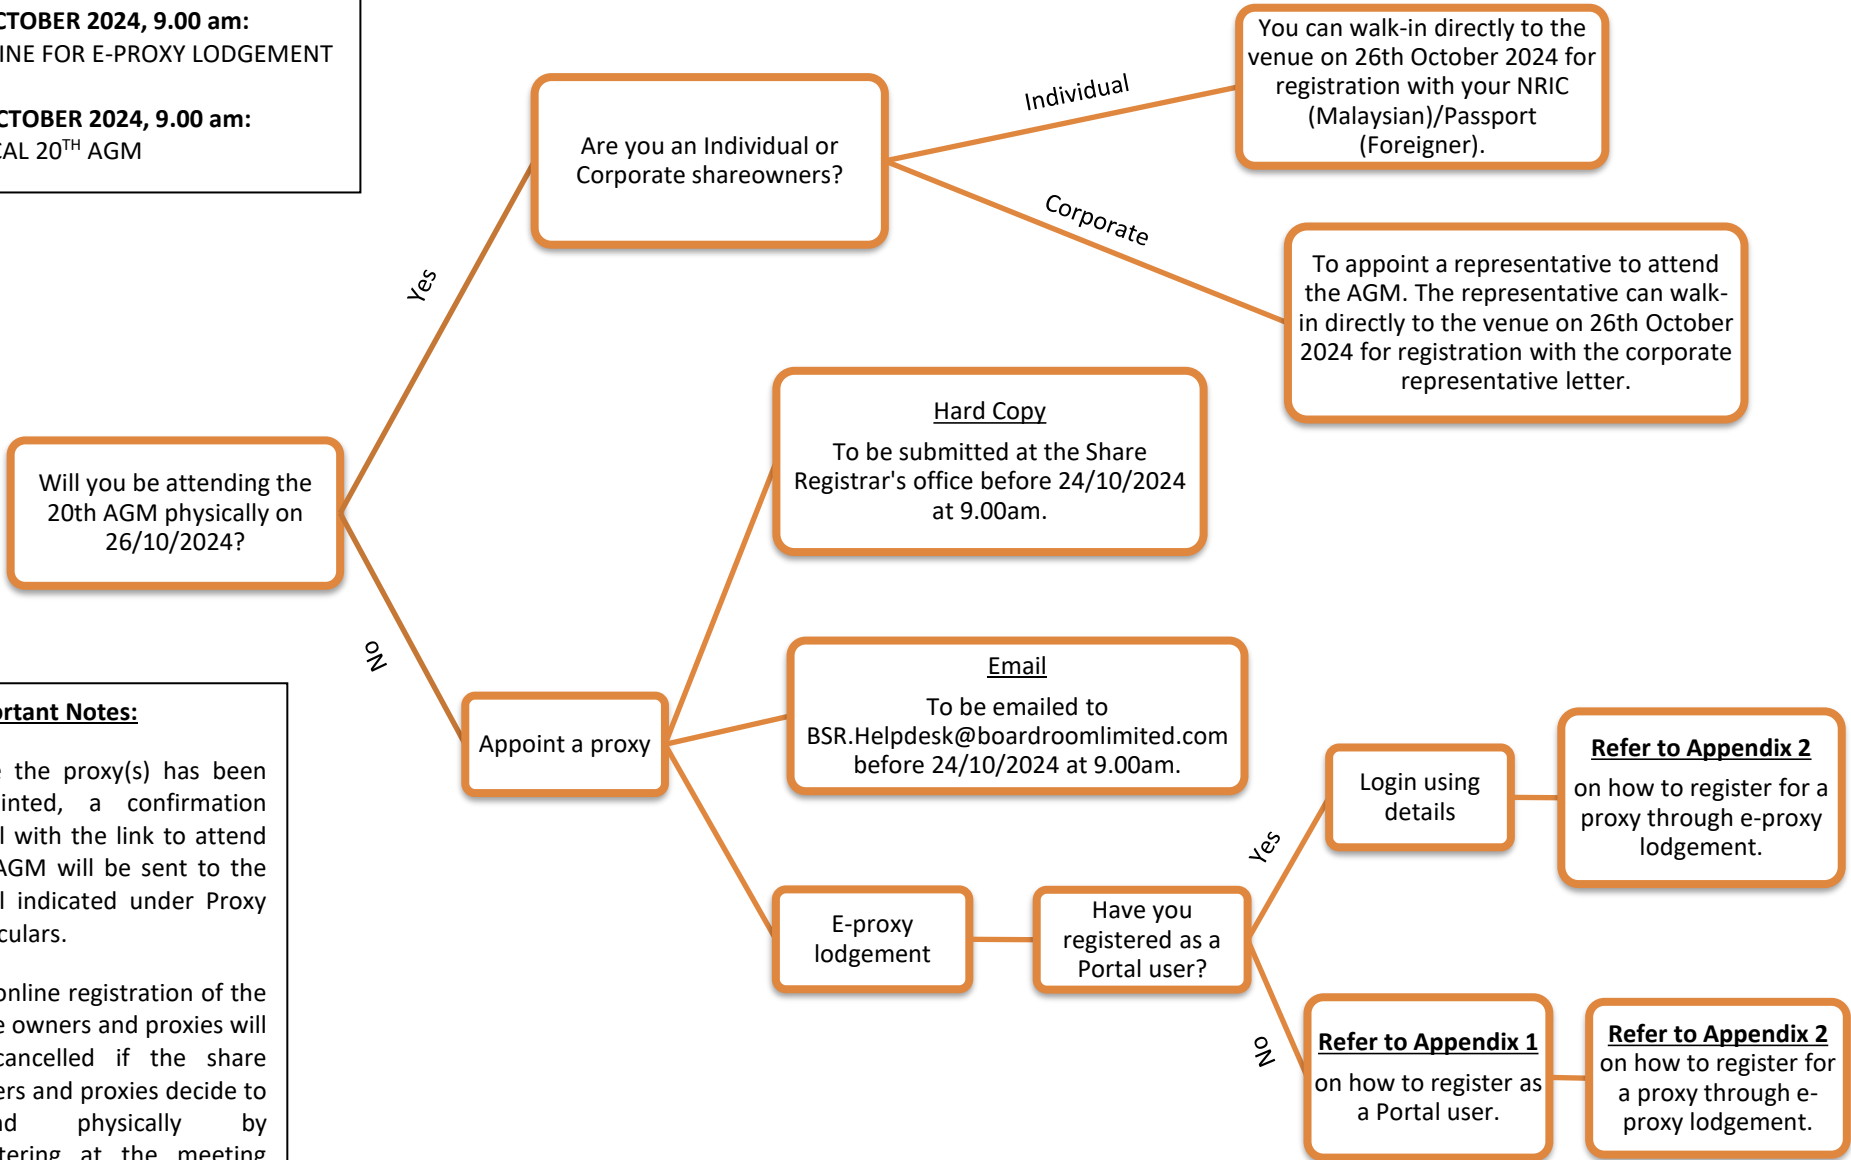 OCTOBER 2024, 9.00 am:
INE FOR E-PROXY LODGEMENT
OCTOBER 2024, 9.00 am:
CAL 20TH AGM
You can walk-in directly to the
venue on 26th October 2024 for
registration with your NRIC
(Malaysian)/Passport
(Foreigner).
Individual
Are you an Individual or
Corporate shareowners?
Corporate
To appoint a representative to attend
the AGM. The representative can walk-
in directly to the venue on 26th October
2024 for registration with the corporate
representative letter.
Yes
Will you be attending the
20th AGM physically on
26/10/2024?
No
Hard Copy
To be submitted at the Share
Registrar's office before 24/10/2024
at 9.00am.
Appoint a proxy
Email
To be emailed to
BSR.Helpdesk@boardroomlimited.com
before 24/10/2024 at 9.00am.
E-proxy
lodgement
Have you
registered as a
Portal user?
Yes
Login using
details
Refer to Appendix 2
on how to register for a
proxy through e-proxy
lodgement.
No
Refer to Appendix 1
on how to register as
a Portal user.
Refer to Appendix 2
on how to register for
a proxy through e-
proxy lodgement.
ortant Notes:
the proxy(s) has been
inted, a confirmation
l with the link to attend
AGM will be sent to the
l indicated under Proxy
culars.
online registration of the
e owners and proxies will
cancelled if the share
ers and proxies decide to
nd physically by
tering at the meeting